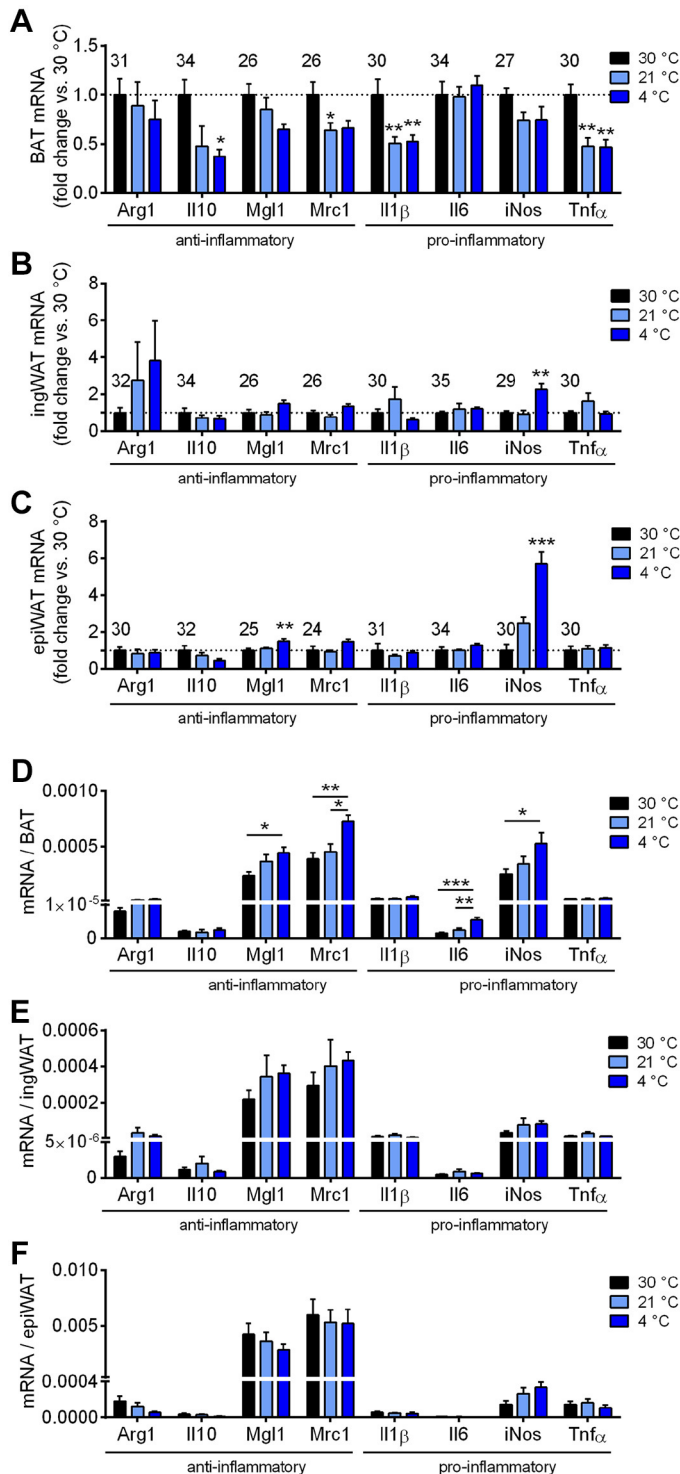 A
BAT mRNA
(fold change vs. 30 °C)
1.5
1.0
0.5
0.0
31 34 26 26 30 34 27 30
* * ** ** ** **
30 °C
21 °C
4 °C
Arg1 Il10 Mgl1 Mrc1 Il1β Il6 iNos Tnfα
anti-inflammatory pro-inflammatory
B
ingWAT mRNA
(fold change vs. 30 °C)
8
6
4
2
0
32 34 26 26 30 35 29 30
**
30 °C
21 °C
4 °C
Arg1 Il10 Mgl1 Mrc1 Il1β Il6 iNos Tnfα
anti-inflammatory pro-inflammatory
C
epiWAT mRNA
(fold change vs. 30 °C)
8
6
4
2
0
30 32 25 24 31 34 30 30
** ***
30 °C
21 °C
4 °C
Arg1 Il10 Mgl1 Mrc1 Il1β Il6 iNos Tnfα
anti-inflammatory pro-inflammatory
D
mRNA / BAT
0.0010
0.0005
1×10⁻⁵
0
* ** * *** ** *
30 °C
21 °C
4 °C
Arg1 Il10 Mgl1 Mrc1 Il1β Il6 iNos Tnfα
anti-inflammatory pro-inflammatory
E
mRNA / ingWAT
0.0006
0.0004
0.0002
5×10⁻⁶
0
30 °C
21 °C
4 °C
Arg1 Il10 Mgl1 Mrc1 Il1β Il6 iNos Tnfα
anti-inflammatory pro-inflammatory
F
mRNA / epiWAT
0.010
0.005
0.0004
0.0000
30 °C
21 °C
4 °C
Arg1 Il10 Mgl1 Mrc1 Il1β Il6 iNos Tnfα
anti-inflammatory pro-inflammatory